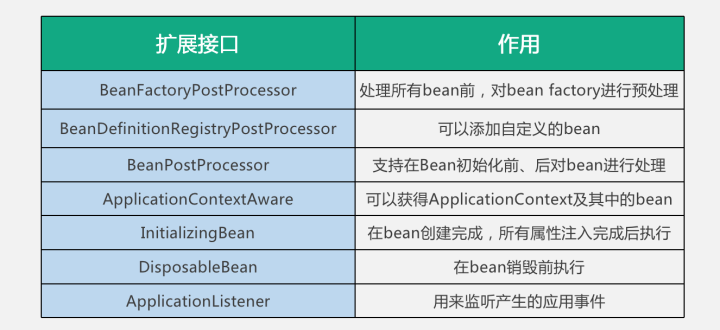 扩展接口 作用
BeanFactoryPostProcessor 处理所有bean前，对bean factory进行预处理
BeanDefinitionRegistryPostProcessor 可以添加自定义的bean
BeanPostProcessor 支持在Bean初始化前、后对bean进行处理
ApplicationContextAware 可以获得ApplicationContext及其中的bean
InitializingBean 在bean创建完成，所有属性注入完成后执行
DisposableBean 在bean销毁前执行
ApplicationListener 用来监听产生的应用事件